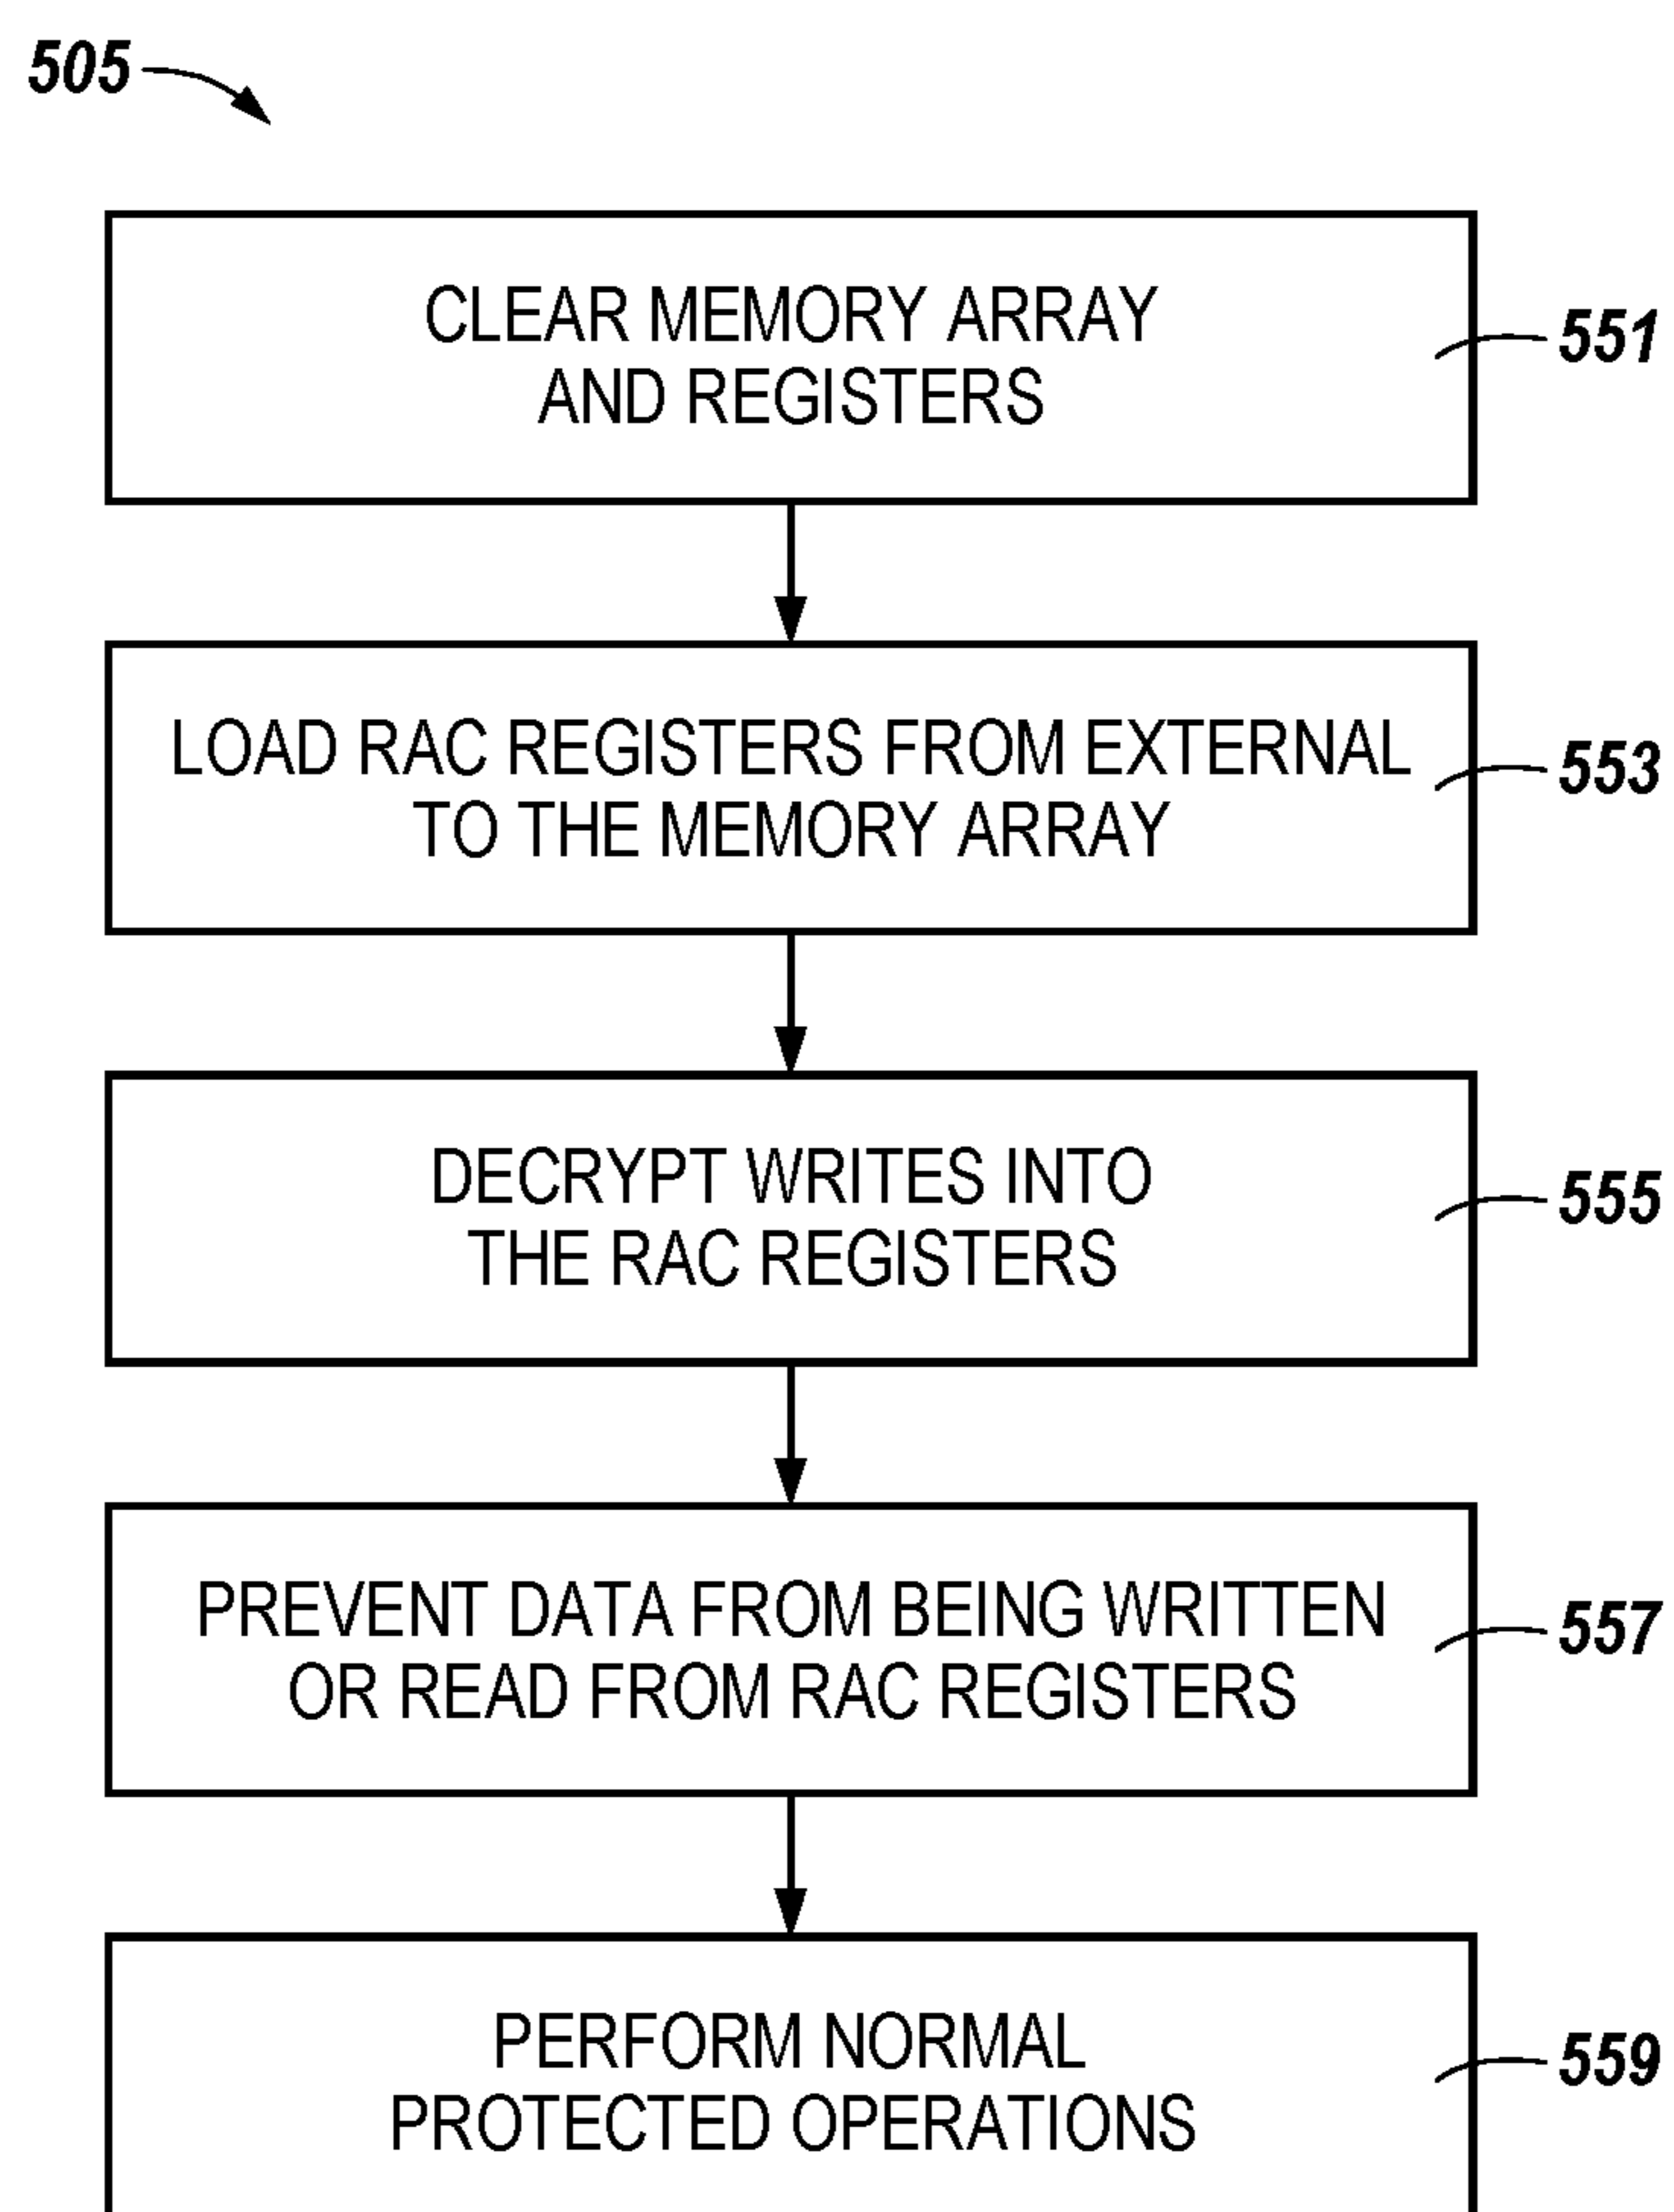 505
CLEAR MEMORY ARRAY
AND REGISTERS
551
LOAD RAC REGISTERS FROM EXTERNAL
TO THE MEMORY ARRAY
553
DECRYPT WRITES INTO
THE RAC REGISTERS
555
PREVENT DATA FROM BEING WRITTEN
OR READ FROM RAC REGISTERS
557
PERFORM NORMAL
PROTECTED OPERATIONS
559